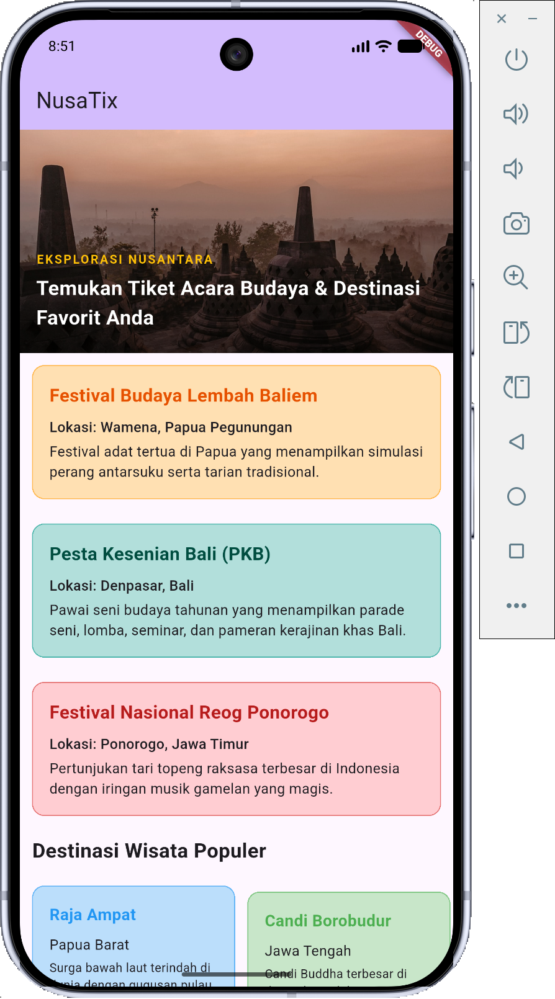 8:51
DEBUG
NusaTix
EKSPLORASI NUSANTARA
Temukan Tiket Acara Budaya & Destinasi
Favorit Anda
Festival Budaya Lembah Baliem
Lokasi: Wamena, Papua Pegunungan
Festival adat tertua di Papua yang menampilkan simulasi
perang antarsuku serta tarian tradisional.
Pesta Kesenian Bali (PKB)
Lokasi: Denpasar, Bali
Pawai seni budaya tahunan yang menampilkan parade
seni, lomba, seminar, dan pameran kerajinan khas Bali.
Festival Nasional Reog Ponorogo
Lokasi: Ponorogo, Jawa Timur
Pertunjukan tari topeng raksasa terbesar di Indonesia
dengan iringan musik gamelan yang magis.
Destinasi Wisata Populer
Raja Ampat
Papua Barat
Surga bawah laut terindah di
dunia dengan gugusan pulau
Candi Borobudur
Jawa Tengah
Candi Buddha terbesar di